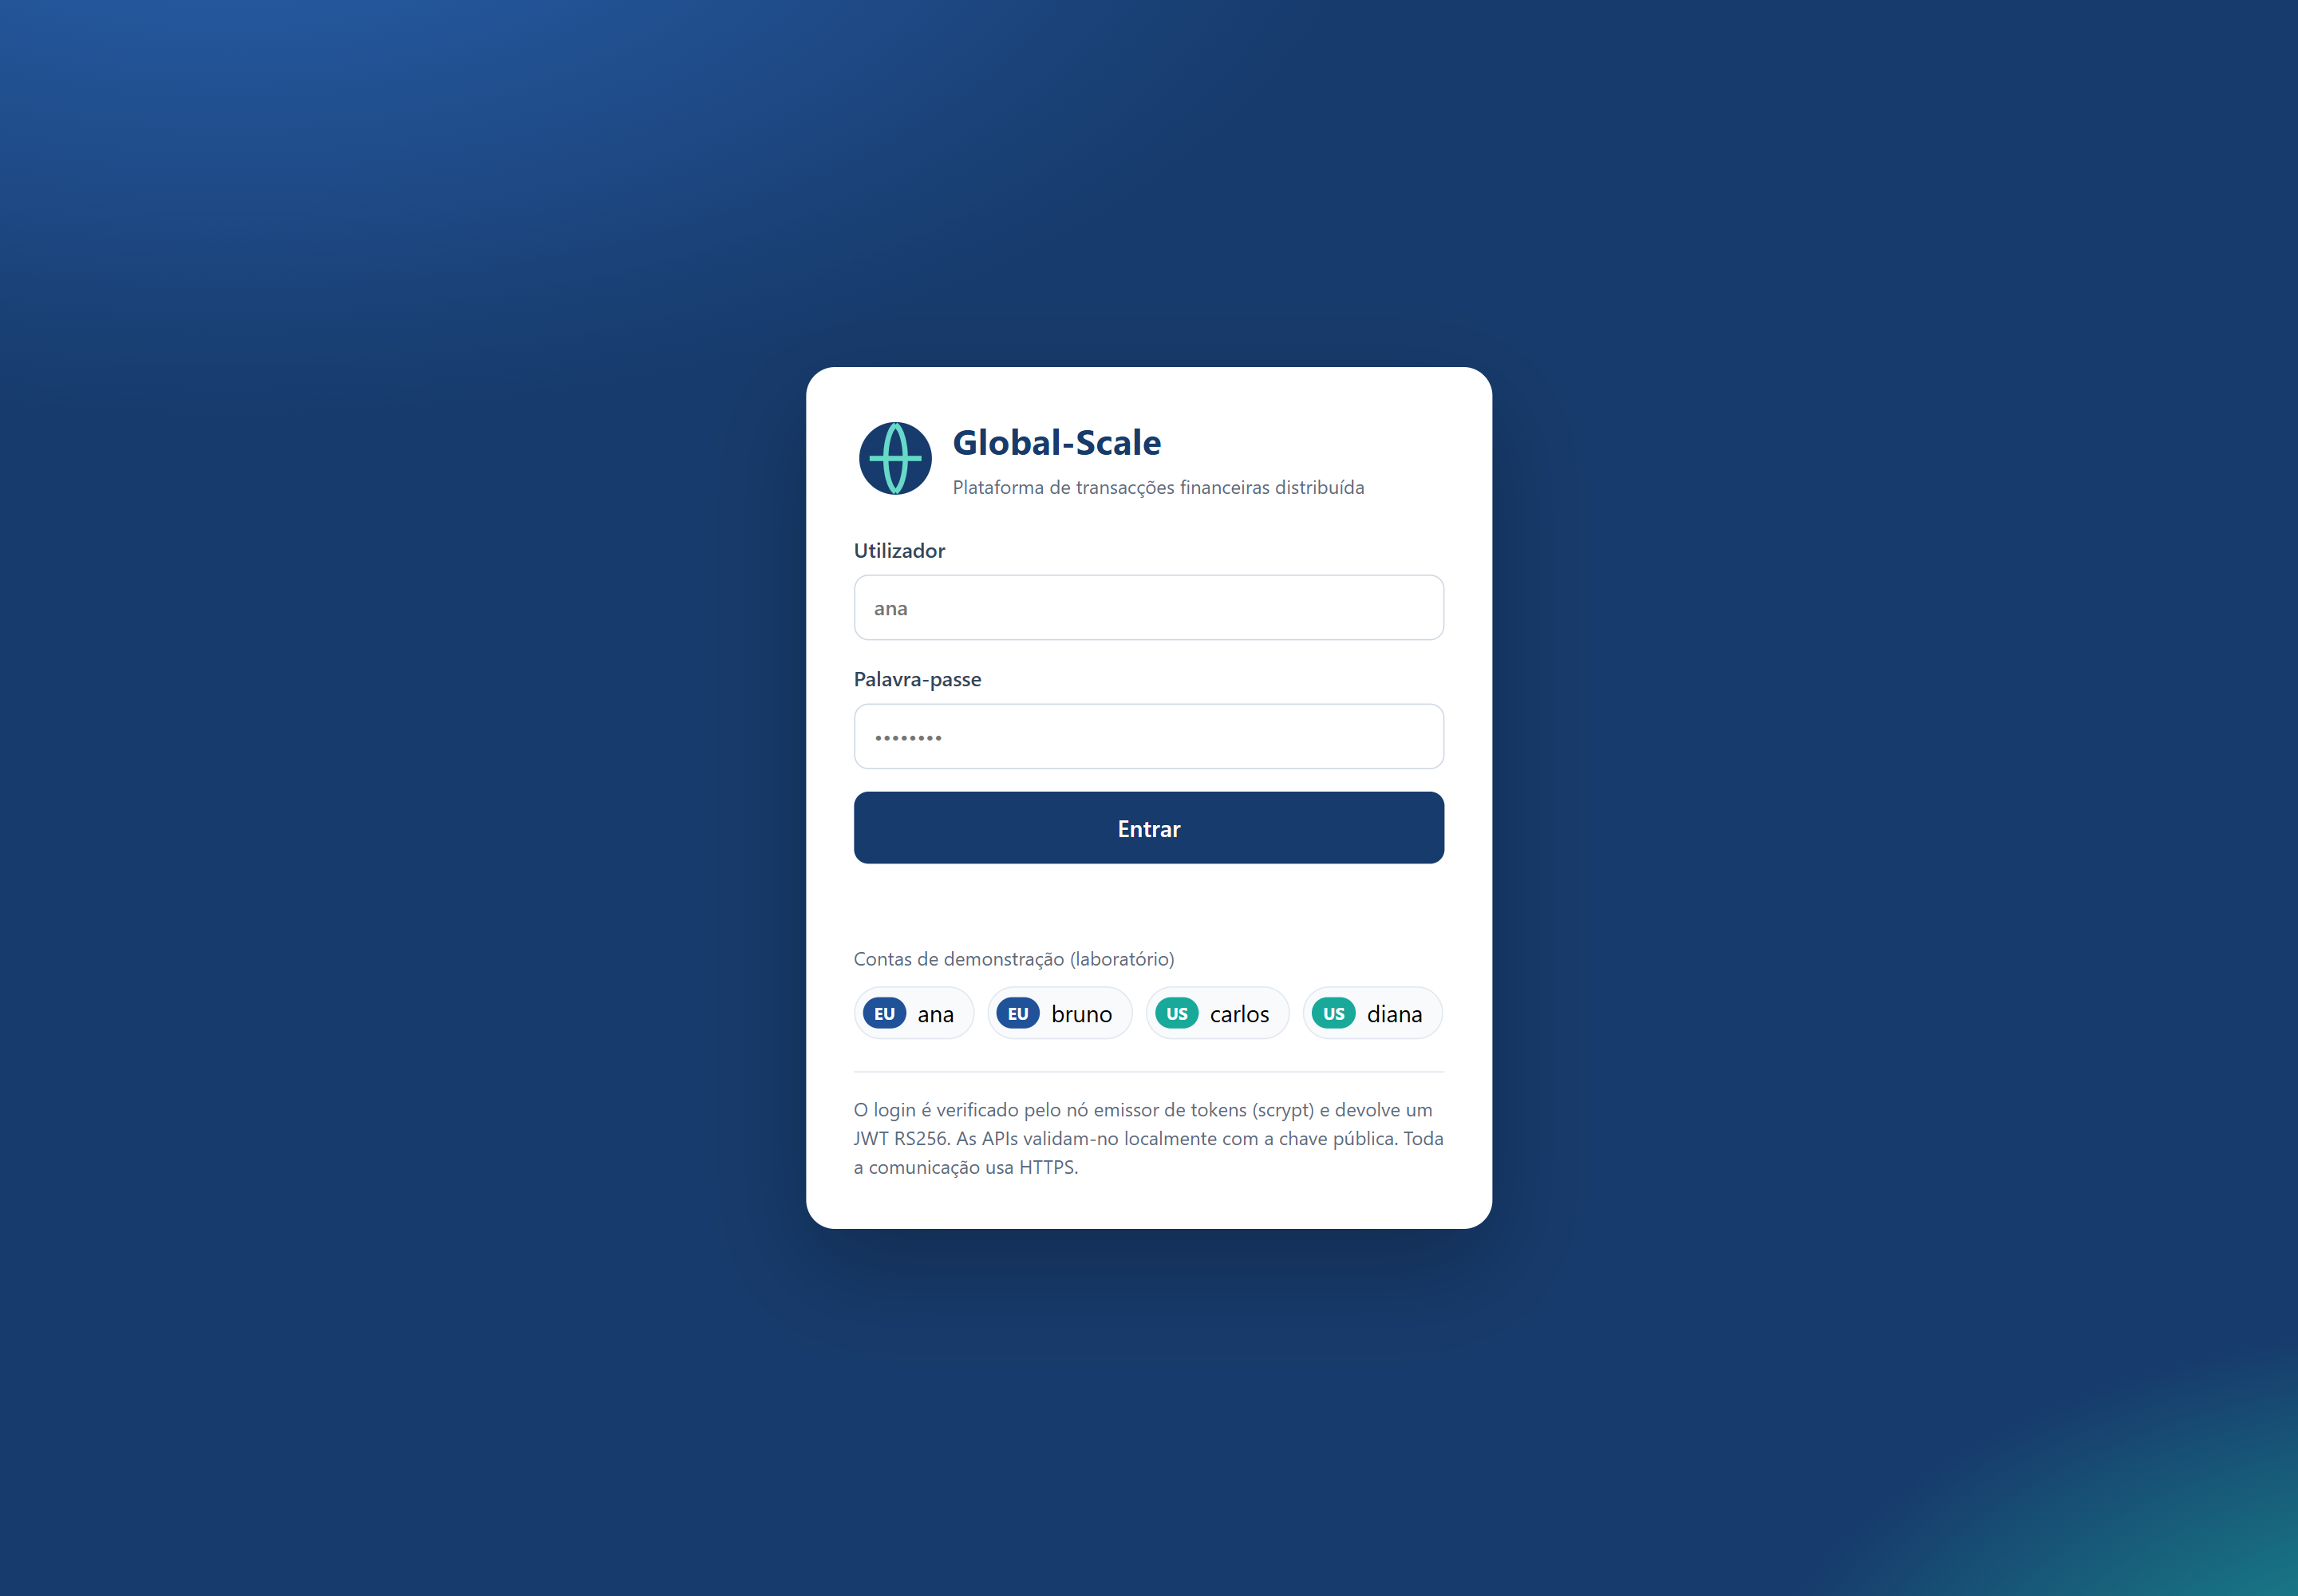 Global-Scale
Plataforma de transacções financeiras distribuída
Utilizador
ana
Palavra-passe
••••••••
Entrar
Contas de demonstração (laboratório)
EU ana EU bruno US carlos US diana
O login é verificado pelo nó emissor de tokens (scrypt) e devolve um
JWT RS256. As APIs validam-no localmente com a chave pública. Toda
a comunicação usa HTTPS.